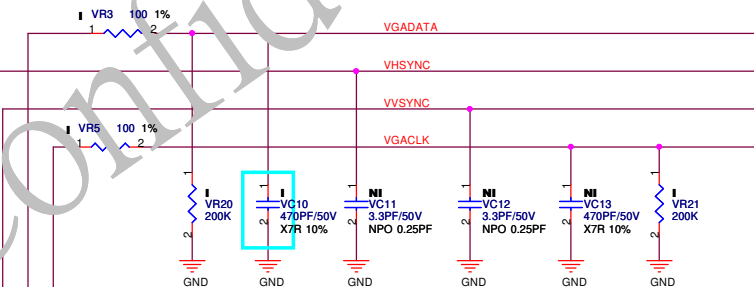 I VR3 100 1%
1 2
VGADATA
VHSYNC
VVSYNC
I VR5 100 1%
1 2
VGACLK
1 1 1 1 1 1
I I NI NI NI I
VR20 VC10 VC11 VC12 VC13 VR21
200K 470PF/50V 3.3PF/50V 3.3PF/50V 470PF/50V 200K
X7R 10% NPO 0.25PF NPO 0.25PF X7R 10%
2 2 2 2 2 2
GND GND GND GND GND GND
onfid